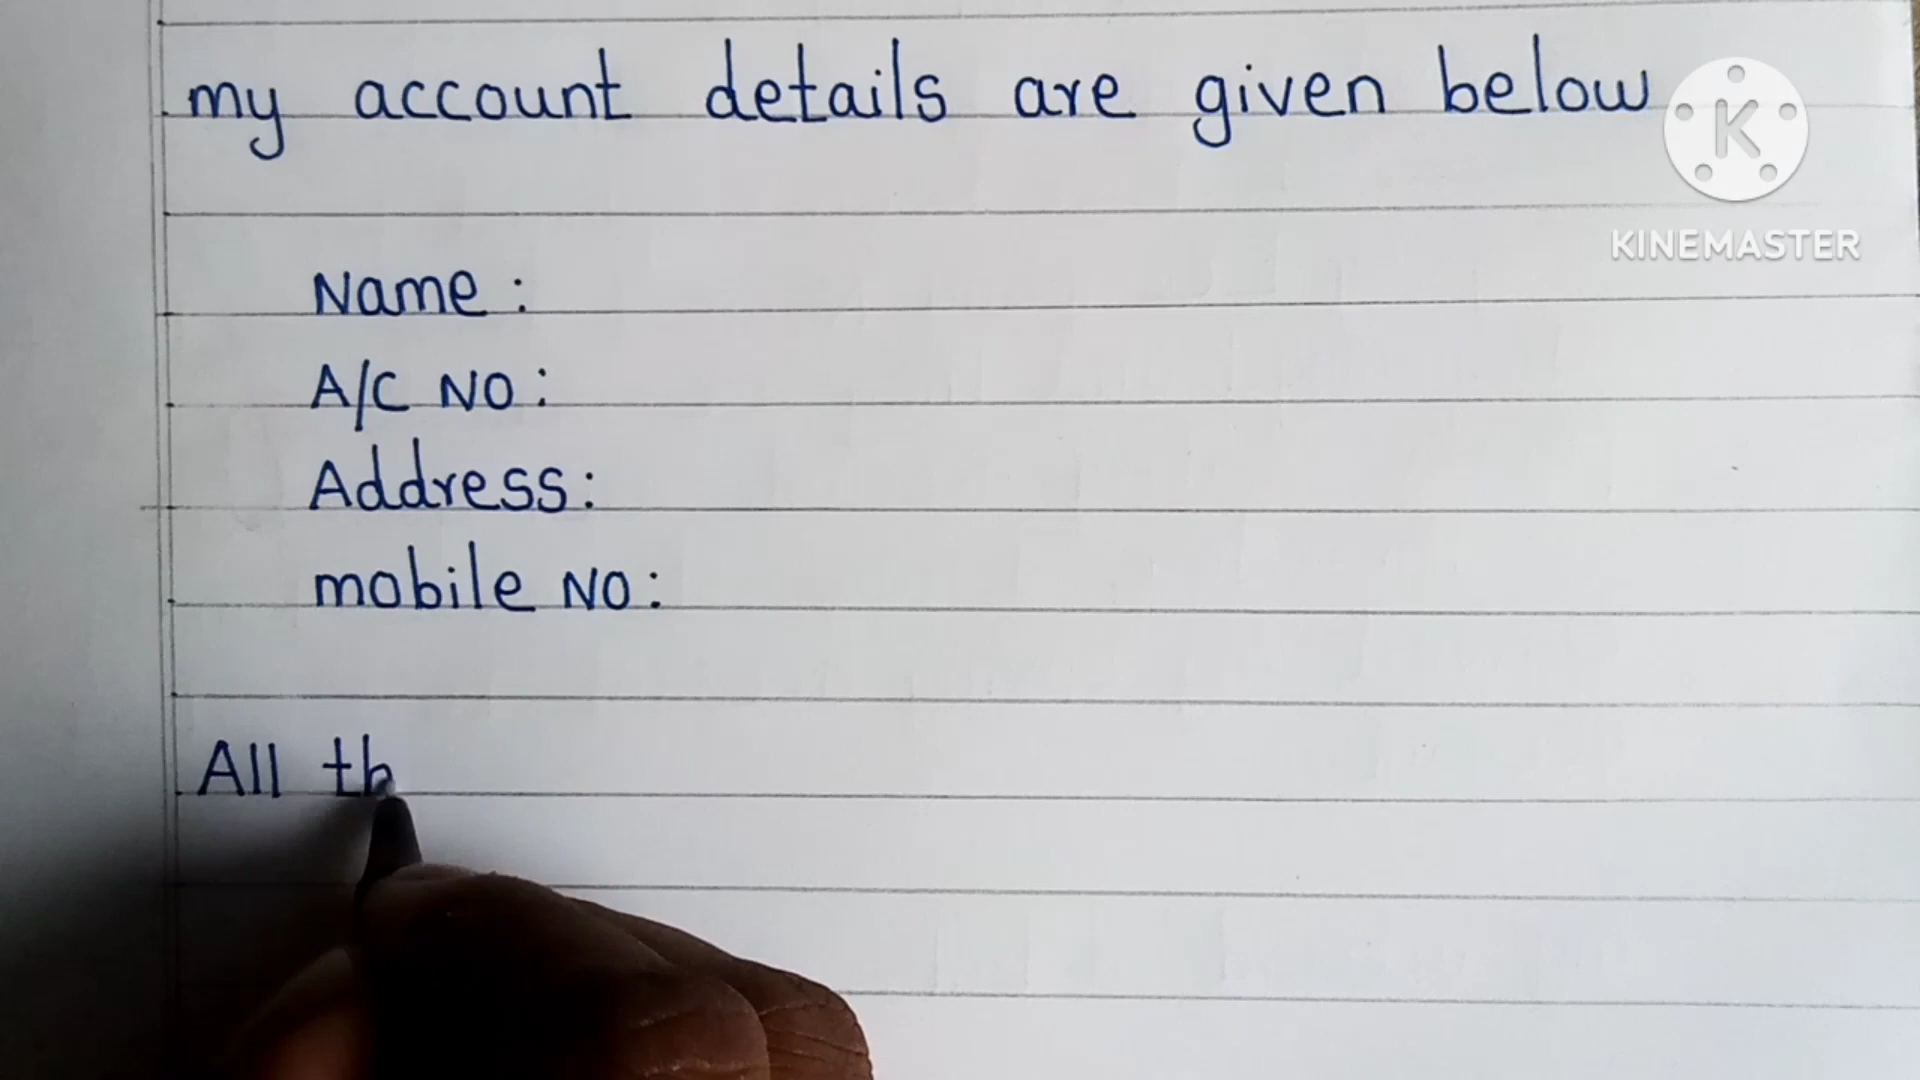 my account details are given below
K
KINEMASTER
Name :
A/C NO :
Address :
mobile NO :
All th